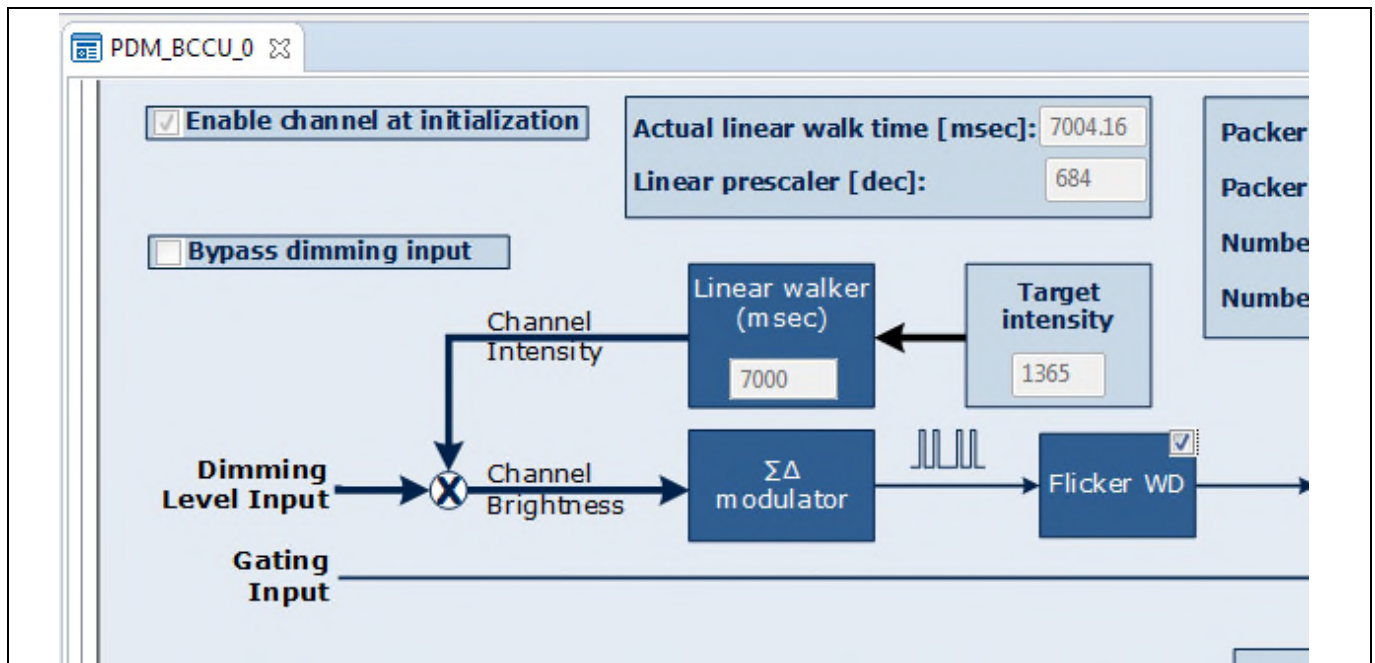 PDM_BCCU_0
Enable channel at initialization
Actual linear walk time [msec]: 7004.16
Packer
Linear prescaler [dec]: 684
Packer
Bypass dimming input
Numbe
Linear walker
(msec)
7000
Target
intensity
1365
Numbe
Channel
Intensity
Dimming
Level Input
X
Channel
Brightness
ΣΔ
modulator
Flicker WD
Gating
Input